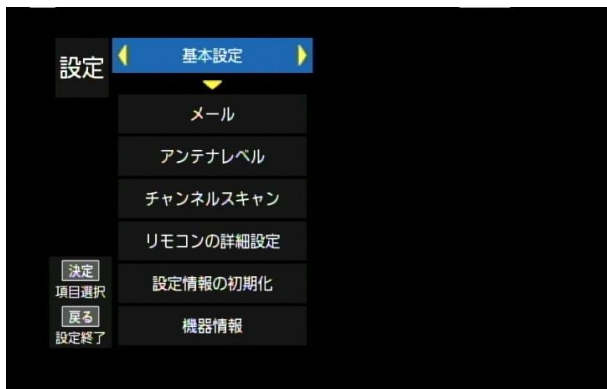 設定
基本設定
メール
アンテナレベル
チャンネルスキャン
リモコンの詳細設定
設定情報の初期化
機器情報
決定
項目選択
戻る
設定終了